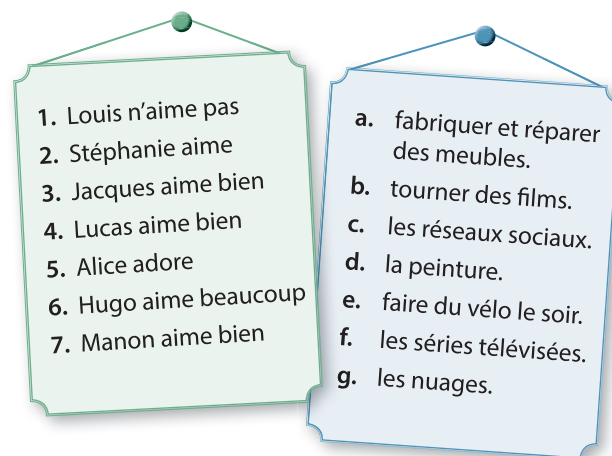 1. Louis n'aime pas
2. Stéphanie aime
3. Jacques aime bien
4. Lucas aime bien
5. Alice adore
6. Hugo aime beaucoup
7. Manon aime bien
a. fabriquer et réparer
des meubles.
b. tourner des films.
c. les réseaux sociaux.
d. la peinture.
e. faire du vélo le soir.
f. les séries télévisées.
g. les nuages.